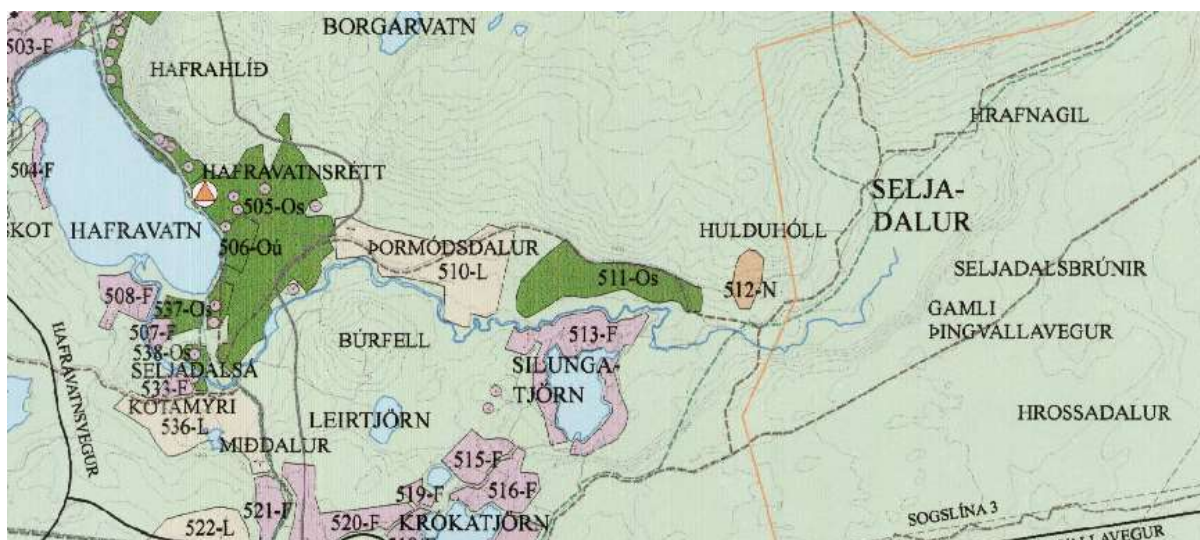 BORGARVATN
503-F
HAFRAHLÍÐ
HRAFNAGIL
504-F
HAFRAVATNSRÉTT
505-Os
SELJA-
DALUR
SKOT
HAFRAVATN
506-Oú
ÞORMÓÐSDALUR
510-L
HULDUHÓLL
511-Os
512-N
SELJADALSBRÚNIR
508-F
537-Os
507-F
538-Os
GAMLI
ÞINGVALLAVEGUR
BÚRFELL
513-F
SILUNGA-
TJÖRN
SELJADALSÁ
533-F
HAFRAVATNSVEGUR
KÖTAMÝRI
536-L
LEIRTJÖRN
HROSSADALUR
MIÐDALUR
515-F
519-F
516-F
521-F
522-L
520-F
KRÓKATJÖRN
SOGSLÍNA 3